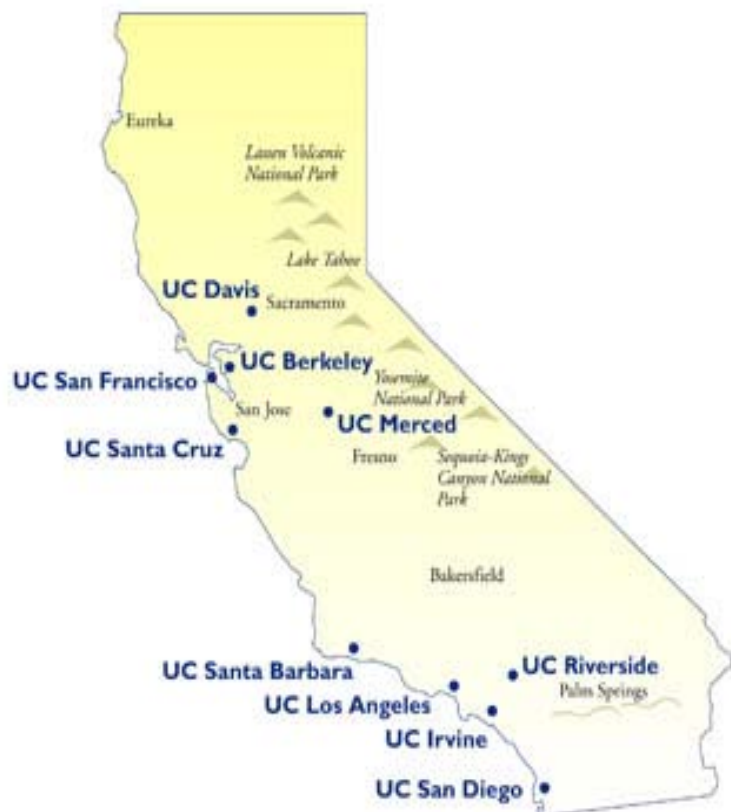 Eureka
Lassen Volcanic
National Park
Lake Tahoe
UC Davis
Sacramento
UC Berkeley
UC San Francisco
Yosemite
National Park
San Jose
UC Merced
UC Santa Cruz
Fresno
Sequoia-Kings
Canyon National
Park
Bakersfield
UC Santa Barbara
UC Riverside
Palm Springs
UC Los Angeles
UC Irvine
UC San Diego